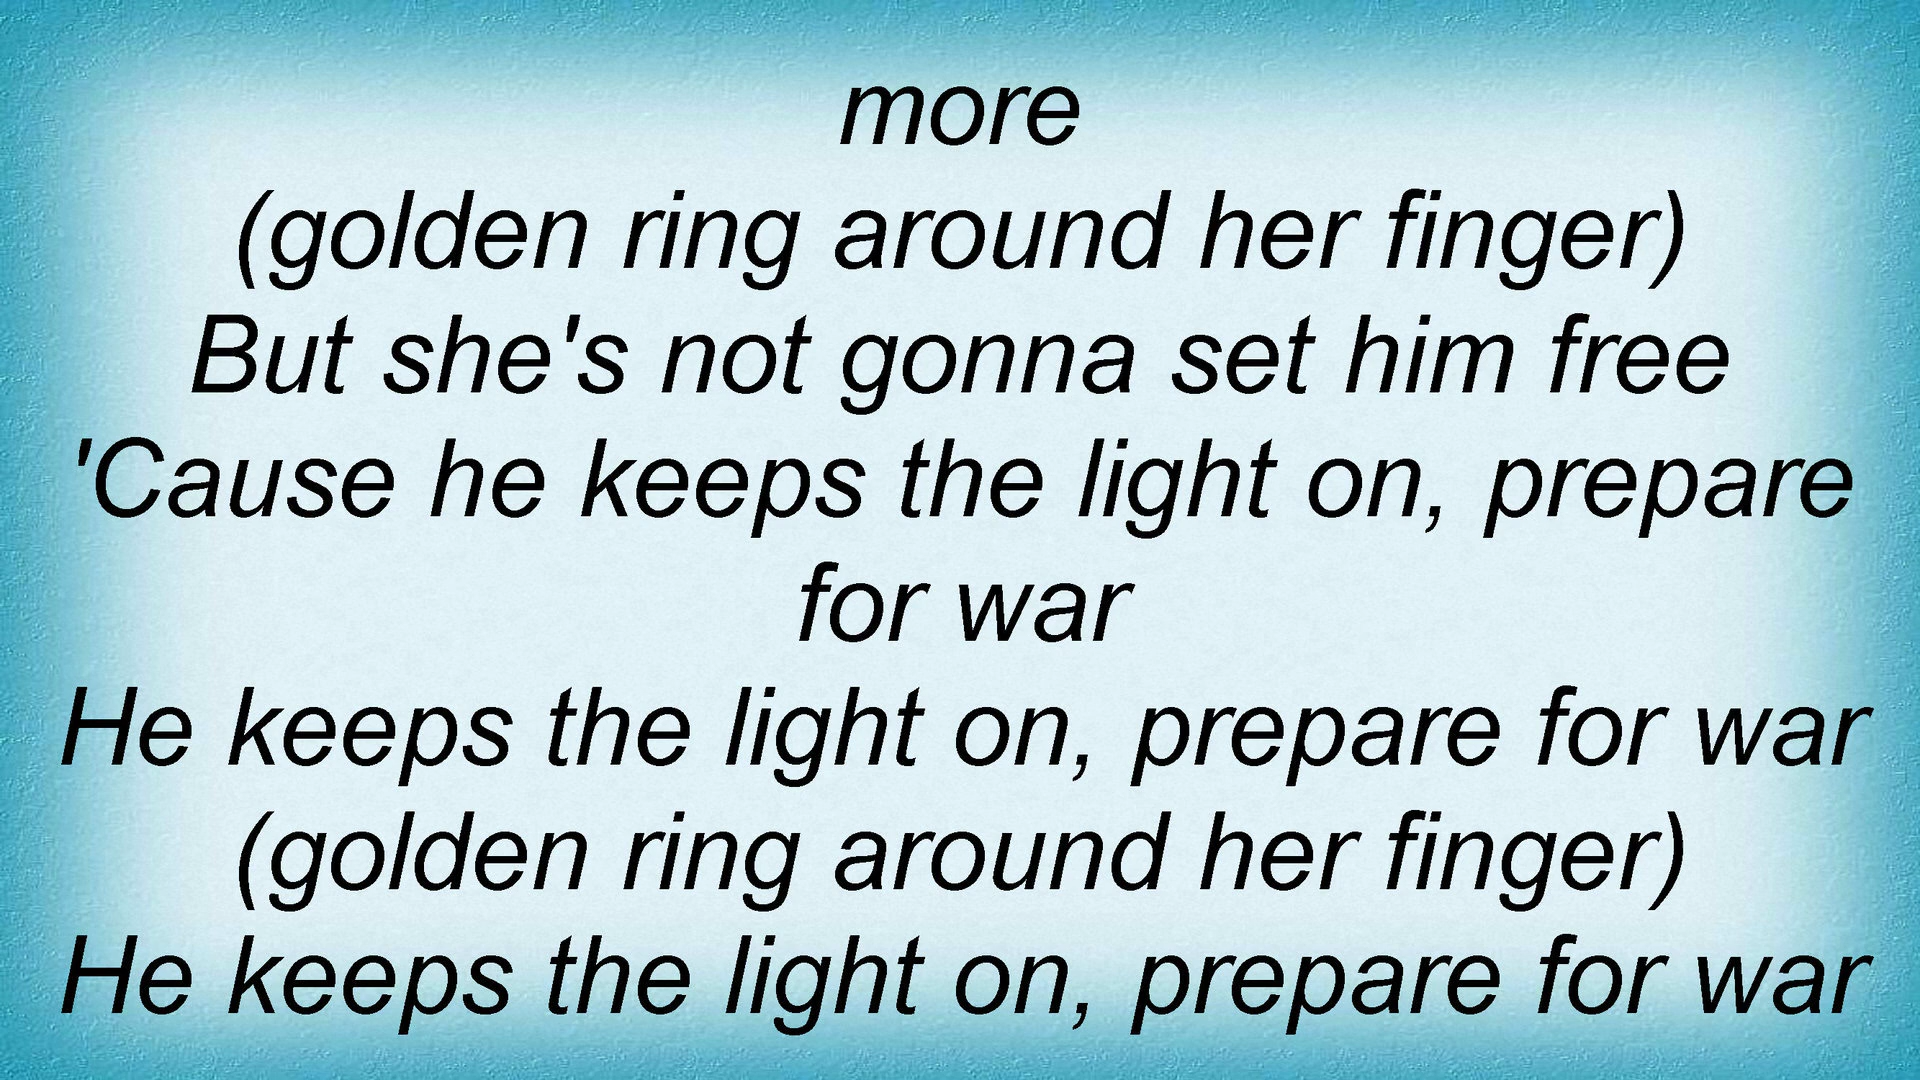 more
(golden ring around her finger)
But she's not gonna set him free
'Cause he keeps the light on, prepare
for war
He keeps the light on, prepare for war
(golden ring around her finger)
He keeps the light on, prepare for war